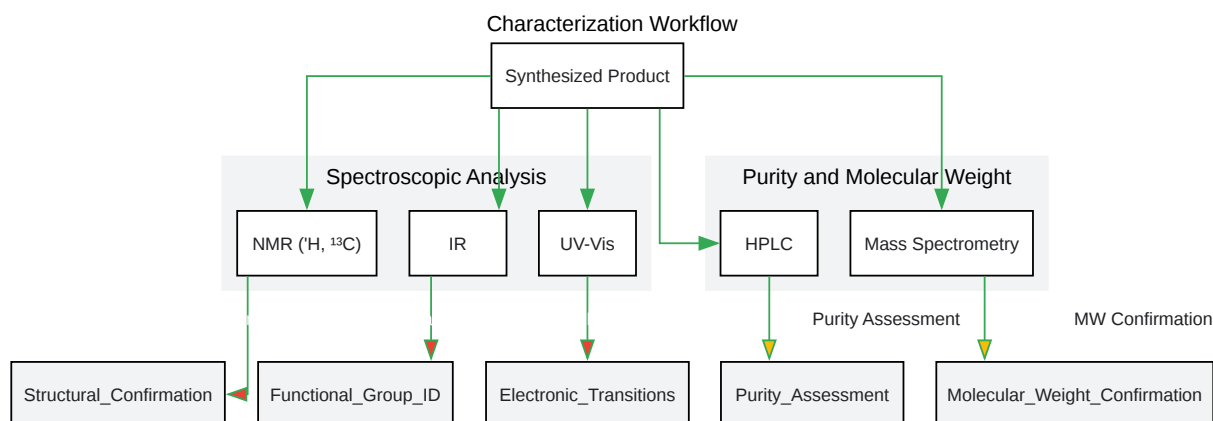 Characterization Workflow
Synthesized Product
Spectroscopic Analysis
Purity and Molecular Weight
NMR ('H, ¹³C)
IR
UV-Vis
HPLC
Mass Spectrometry
Purity Assessment
MW Confirmation
Structural_Confirmation
Functional_Group_ID
Electronic_Transitions
Purity_Assessment
Molecular_Weight_Confirmation